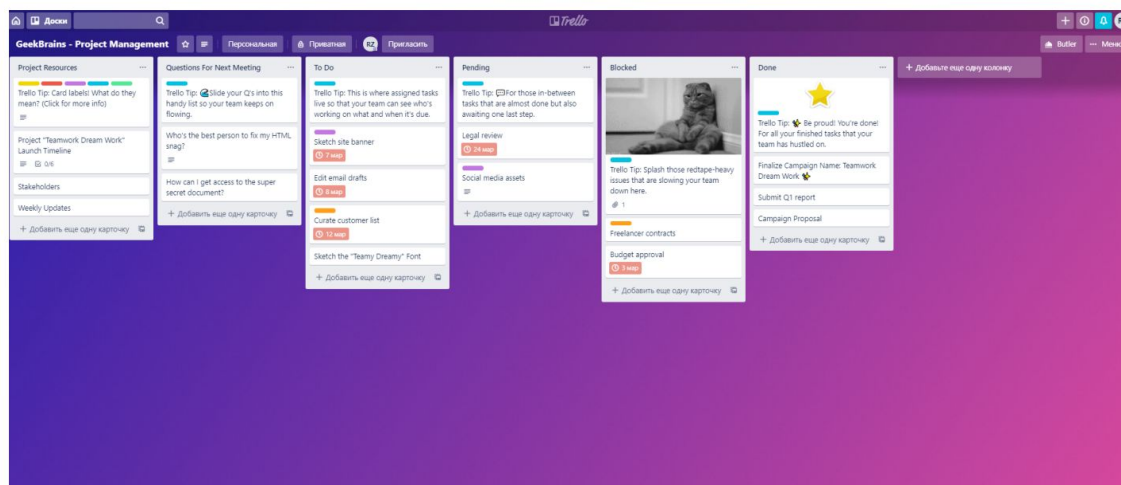 Доски
Trello
GeekBrains - Project Management
Персональная
Приватная
RZ
Пригласить
Butler
Project Resources
Trello Tip: Card labels! What do they
mean? (Click for more info)
Project "Teamwork Dream Work"
Launch Timeline
0/6
Stakeholders
Weekly Updates
+ Добавить еще одну карточку
Questions For Next Meeting
Trello Tip: Slide your Q's into this
handy list so your team keeps on
flowing.
Who's the best person to fix my HTML
snag?
How can I get access to the super
secret document?
+ Добавить еще одну карточку
To Do
Trello Tip: This is where assigned tasks
live so that your team can see who's
working on what and when it's due.
Sketch site banner
7 мар
Edit email drafts
8 мар
Curate customer list
12 мар
Sketch the "Teamy Dreamy" Font
+ Добавить еще одну карточку
Pending
Trello Tip: For those in-between
tasks that are almost done but also
awaiting one last step.
Legal review
24 мар
Social media assets
+ Добавить еще одну карточку
Blocked
Trello Tip: Splash those redtape-heavy
issues that are slowing your team
down here.
1
Freelancer contracts
Budget approval
3 мар
+ Добавить еще одну карточку
Done
Trello Tip: Be proud! You're done!
For all your finished tasks that your
team has hustled on.
Finalize Campaign Name: Teamwork
Dream Work
Submit Q1 report
Campaign Proposal
+ Добавить еще одну карточку
+ Добавьте еще одну колонку